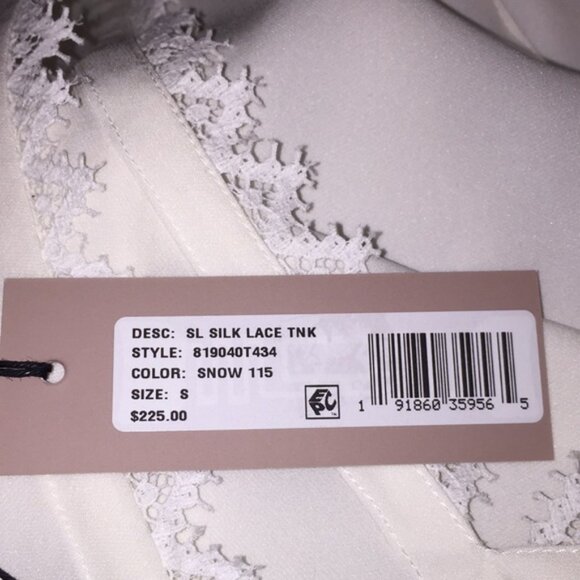 DESC: SL SILK LACE TNK
STYLE: 819040T434
COLOR: SNOW 115
SIZE: S
$225.00
EPC
1 91860 35956 5